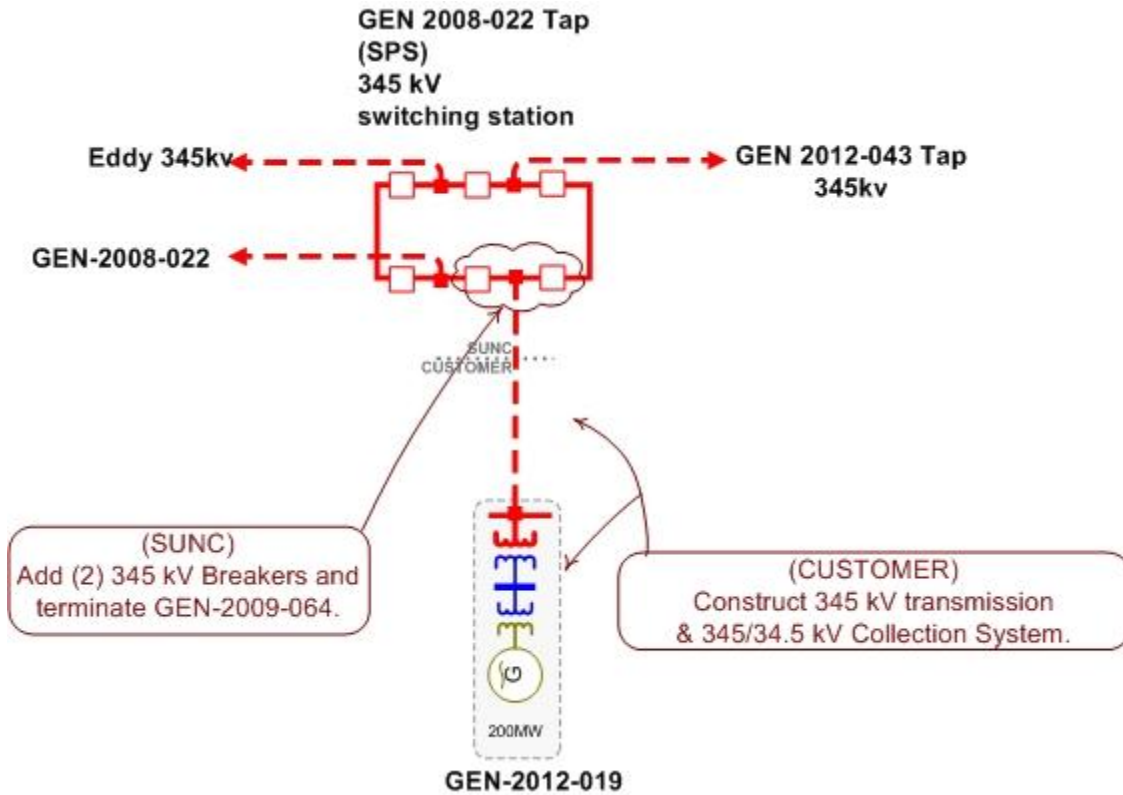 GEN 2008-022 Tap
(SPS)
345 kV
switching station
Eddy 345kv
GEN 2012-043 Tap
345kv
GEN-2008-022
SUNC
CUSTOMER
(SUNC)
Add (2) 345 kV Breakers and
terminate GEN-2009-064.
(CUSTOMER)
Construct 345 kV transmission
& 345/34.5 kV Collection System.
G
200MW
GEN-2012-019